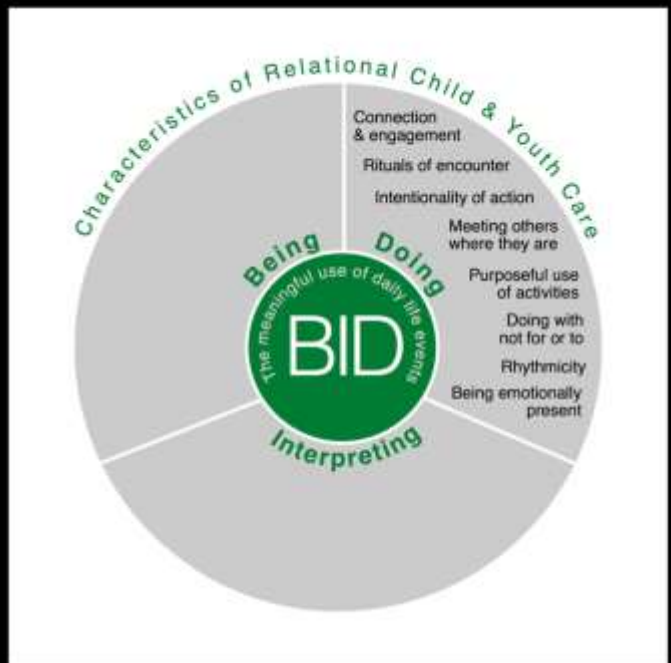 Characteristics of Relational Child & Youth Care
Connection
& engagement
Rituals of encounter
Intentionality of action
Meeting others
where they are
Purposeful use
of activities
Doing with
not for or to
Rhythmicity
Being emotionally
present
Being
Doing
The meaningful use of daily life events
BID
Interpreting